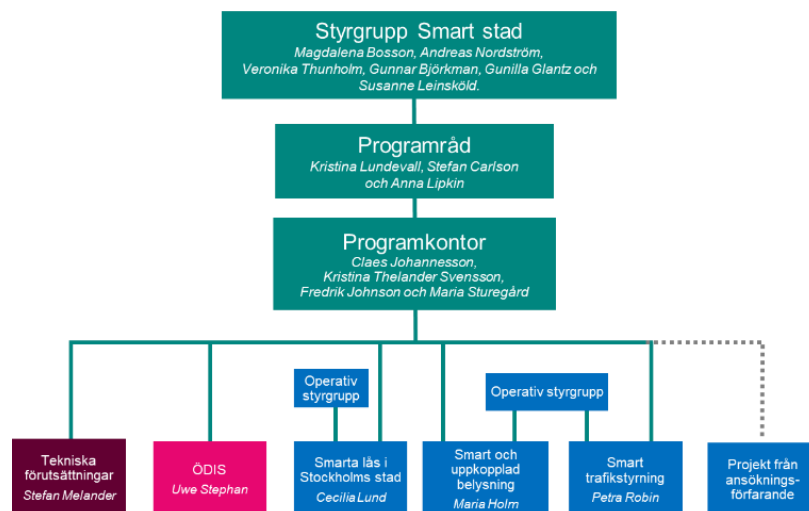 Styrgrupp Smart stad
Magdalena Bosson, Andreas Nordström,
Veronika Thunholm, Gunnar Björkman, Gunilla Glantz och
Susanne Leinsköld.
Programråd
Kristina Lundevall, Stefan Carlson
och Anna Lipkin
Programkontor
Claes Johannesson,
Kristina Thelander Svensson,
Fredrik Johnson och Maria Sturegård
Operativ
styrgrupp
Operativ styrgrupp
Tekniska
förutsättningar
Stefan Melander
ÖDIS
Uwe Stephan
Smarta lås i
Stockholms stad
Cecilia Lund
Smart och
uppkopplad
belysning
Maria Holm
Smart
trafikstyrning
Petra Robin
Projekt från
ansöknings-
förfarande